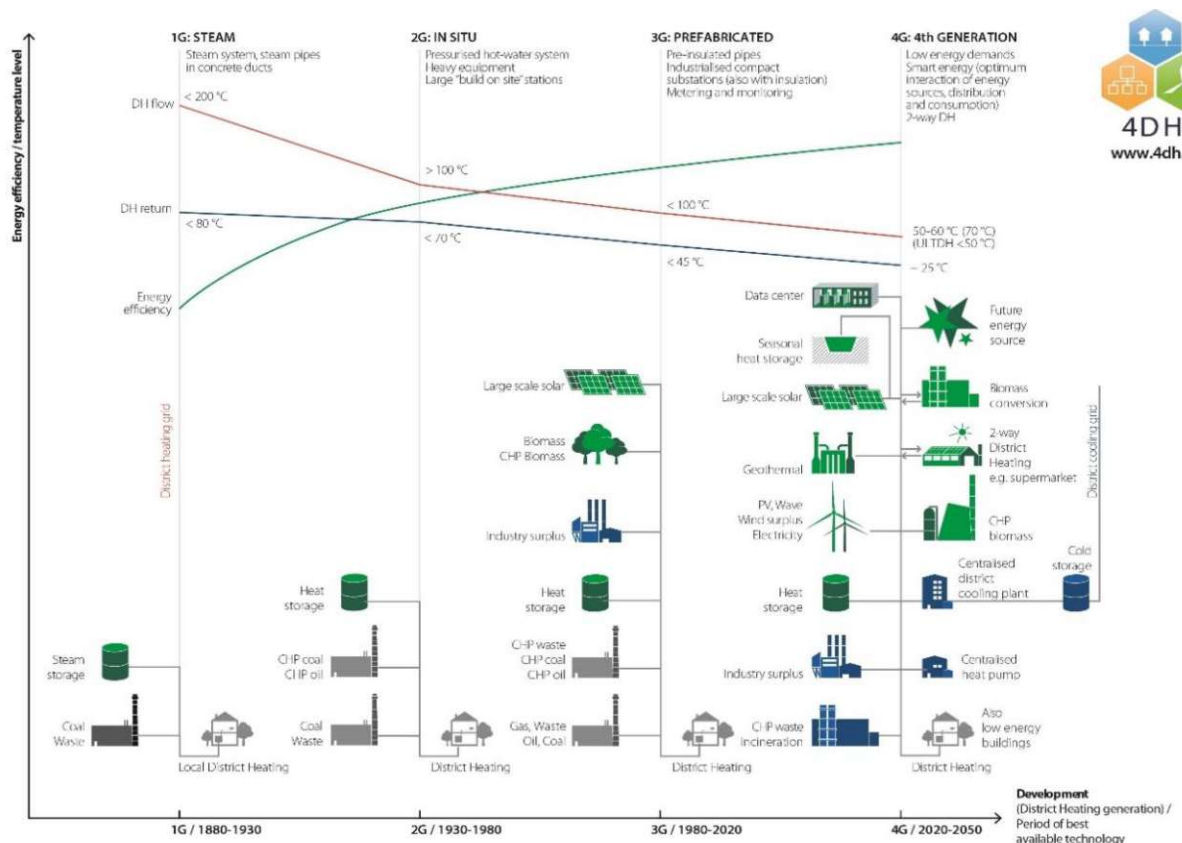 1G: STEAM
Steam system, steam pipes
in concrete ducts
2G: IN SITU
Pressurised hot-water system
Heavy equipment
Large "build on site" stations
3G: PREFABRICATED
Pre-insulated pipes
Industrialised compact
substations (also with insulation)
Metering and monitoring
4G: 4th GENERATION
Low energy demands
Smart energy (optimum
interaction of energy
sources, distribution
and consumption)
2-way DH
4DH
www.4dh.
Energy efficiency / temperature level
DH flow
< 200 °C
> 100 °C
< 100 °C
50-60 °C (70 °C)
(ULTDH <50 °C)
DH return
< 80 °C
< 70 °C
< 45 °C
~ 25 °C
Energy
efficiency
District heating grid
Large scale solar
Biomass
CHP Biomass
Industry surplus
Data center
Seasonal
heat storage
Large scale solar
Geothermal
PV, Wave
Wind surplus
Electricity
Future
energy
source
Biomass
conversion
2-way
District
Heating
e.g. supermarket
CHP
biomass
District cooling grid
Cold
storage
Centralised
district
cooling plant
Centralised
heat pump
Also
low energy
buildings
Steam
storage
Coal
Waste
Local District Heating
Heat
storage
CHP coal
CHP oil
Coal
Waste
District Heating
Heat
storage
CHP waste
CHP coal
CHP oil
Gas, Waste
Oil, Coal
District Heating
Heat
storage
Industry surplus
CHP waste
incineration
District Heating
1G / 1880-1930
2G / 1930-1980
3G / 1980-2020
4G / 2020-2050
Development
(District Heating generation) /
Period of best
available technology